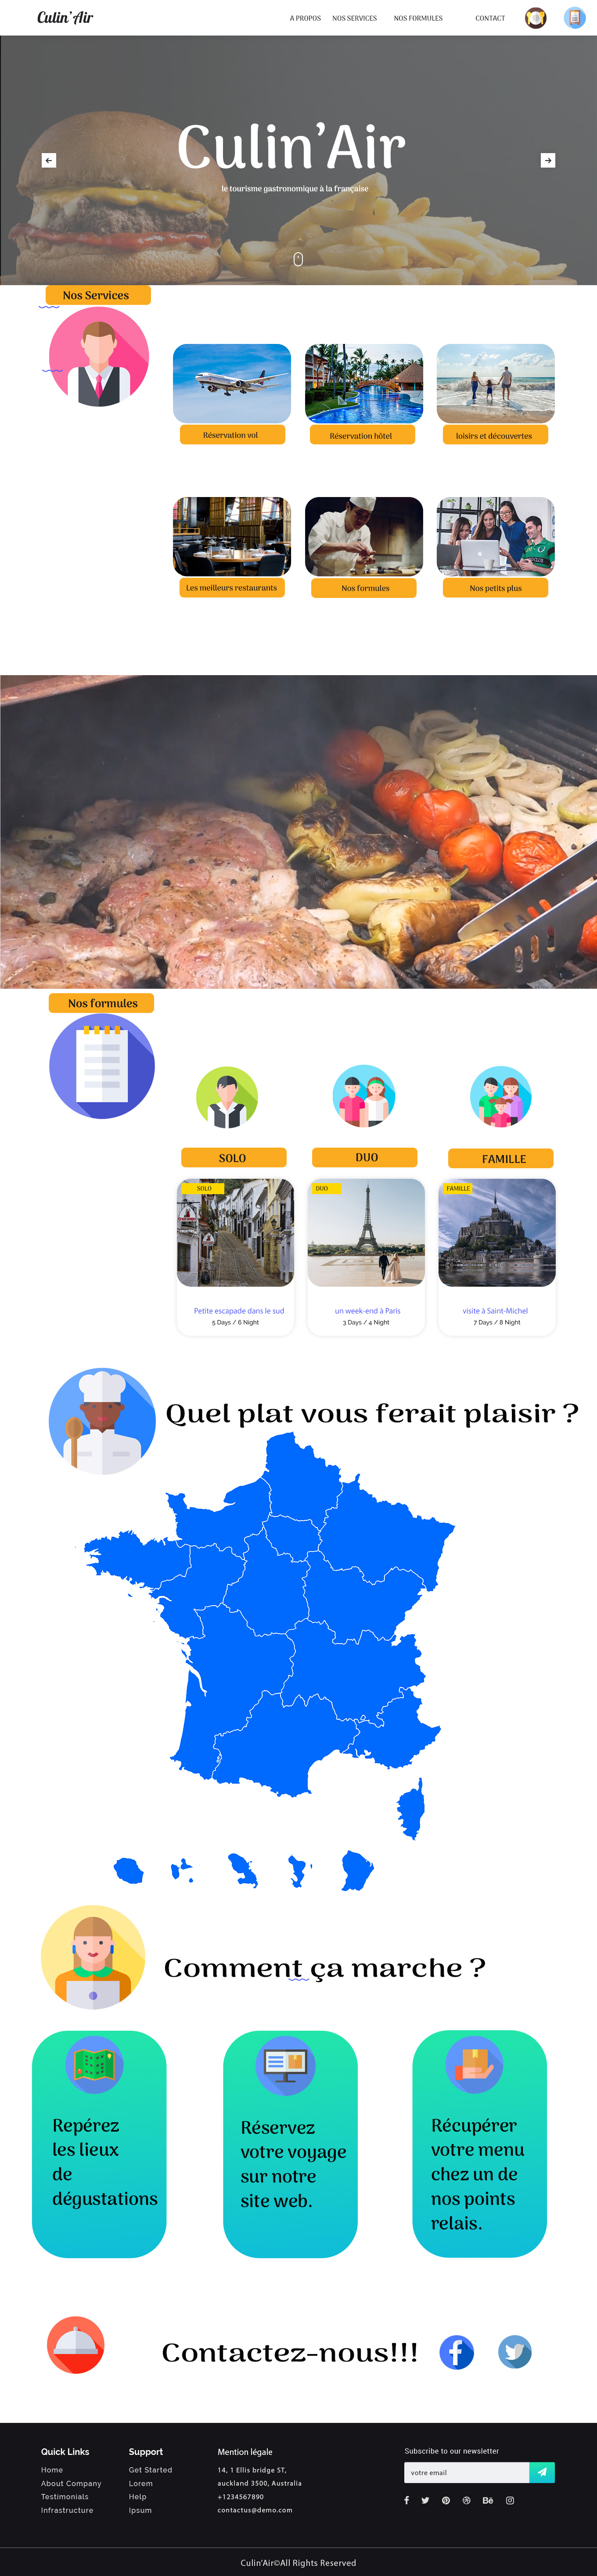 Culin'Air
A PROPOS
NOS SERVICES
NOS FORMULES
CONTACT
Culin'Air
le tourisme gastronomique à la française
Nos Services
Réservation vol
Réservation hôtel
loisirs et découvertes
Les meilleurs restaurants
Nos formules
Nos petits plus
Nos formules
SOLO
DUO
FAMILLE
SOLO
DUO
FAMILLE
Petite escapade dans le sud
5 Days / 6 Night
un week-end à Paris
3 Days / 4 Night
visite à Saint-Michel
7 Days / 8 Night
Quel plat vous ferait plaisir ?
Comment ça marche ?
Repérez
les lieux
de
dégustations
Réservez
votre voyage
sur notre
site web.
Récupérer
votre menu
chez un de
nos points
relais.
Contactez-nous!!!
Quick Links
Home
About Company
Testimonials
Infrastructure
Support
Get Started
Lorem
Help
Ipsum
Mention légale
14, 1 Ellis bridge ST,
auckland 3500, Australia
+1234567890
contactus@demo.com
Subscribe to our newsletter
votre email
Culin'Air©All Rights Reserved